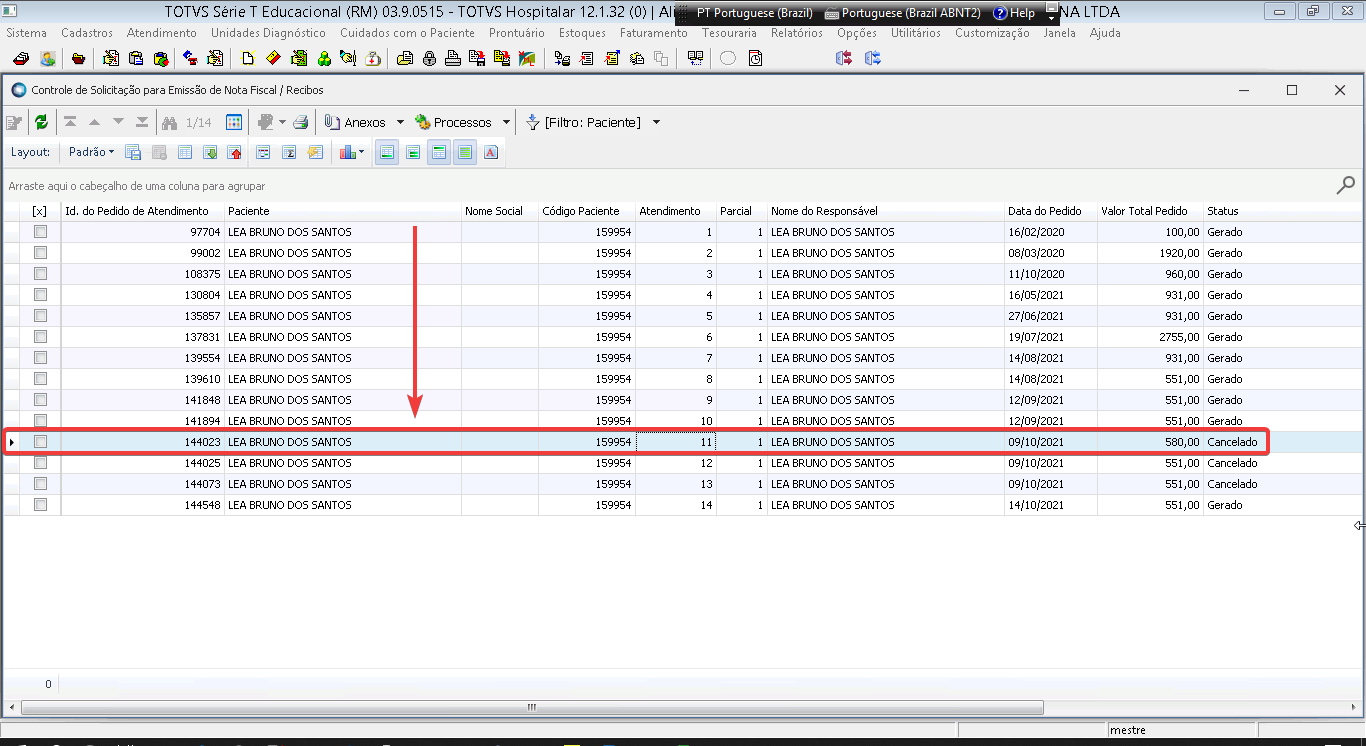 TOTVS Série T Educacional (RM) 03.9.0515 - TOTVS Hospitalar 12.1.32 (0) | Ali
PT Portuguese (Brazil) Portuguese (Brazil ABNT2) Help
NA LTDA
Sistema Cadastros Atendimento Unidades Diagnóstico Cuidados com o Paciente Prontuário Estoques Faturamento Tesouraria Relatórios Opções Utilitários Customização Janela Ajuda
Controle de Solicitação para Emissão de Nota Fiscal / Recibos
1/14 Anexos Processos [Filtro: Paciente]
Layout: Padrão
Arraste aqui o cabeçalho de uma coluna para agrupar
[x] Id. do Pedido de Atendimento Paciente Nome Social Código Paciente Atendimento Parcial Nome do Responsável Data do Pedido Valor Total Pedido Status
97704 LEA BRUNO DOS SANTOS 159954 1 1 LEA BRUNO DOS SANTOS 16/02/2020 100,00 Gerado
99002 LEA BRUNO DOS SANTOS 159954 2 1 LEA BRUNO DOS SANTOS 08/03/2020 1920,00 Gerado
108375 LEA BRUNO DOS SANTOS 159954 3 1 LEA BRUNO DOS SANTOS 11/10/2020 960,00 Gerado
130804 LEA BRUNO DOS SANTOS 159954 4 1 LEA BRUNO DOS SANTOS 16/05/2021 931,00 Gerado
135857 LEA BRUNO DOS SANTOS 159954 5 1 LEA BRUNO DOS SANTOS 27/06/2021 931,00 Gerado
137831 LEA BRUNO DOS SANTOS 159954 6 1 LEA BRUNO DOS SANTOS 19/07/2021 2755,00 Gerado
139554 LEA BRUNO DOS SANTOS 159954 7 1 LEA BRUNO DOS SANTOS 14/08/2021 931,00 Gerado
139610 LEA BRUNO DOS SANTOS 159954 8 1 LEA BRUNO DOS SANTOS 14/08/2021 551,00 Gerado
141848 LEA BRUNO DOS SANTOS 159954 9 1 LEA BRUNO DOS SANTOS 12/09/2021 551,00 Gerado
141894 LEA BRUNO DOS SANTOS 159954 10 1 LEA BRUNO DOS SANTOS 12/09/2021 551,00 Gerado
144023 LEA BRUNO DOS SANTOS 159954 11 1 LEA BRUNO DOS SANTOS 09/10/2021 580,00 Cancelado
144025 LEA BRUNO DOS SANTOS 159954 12 1 LEA BRUNO DOS SANTOS 09/10/2021 551,00 Cancelado
144073 LEA BRUNO DOS SANTOS 159954 13 1 LEA BRUNO DOS SANTOS 09/10/2021 551,00 Cancelado
144548 LEA BRUNO DOS SANTOS 159954 14 1 LEA BRUNO DOS SANTOS 14/10/2021 551,00 Gerado
0
mestre